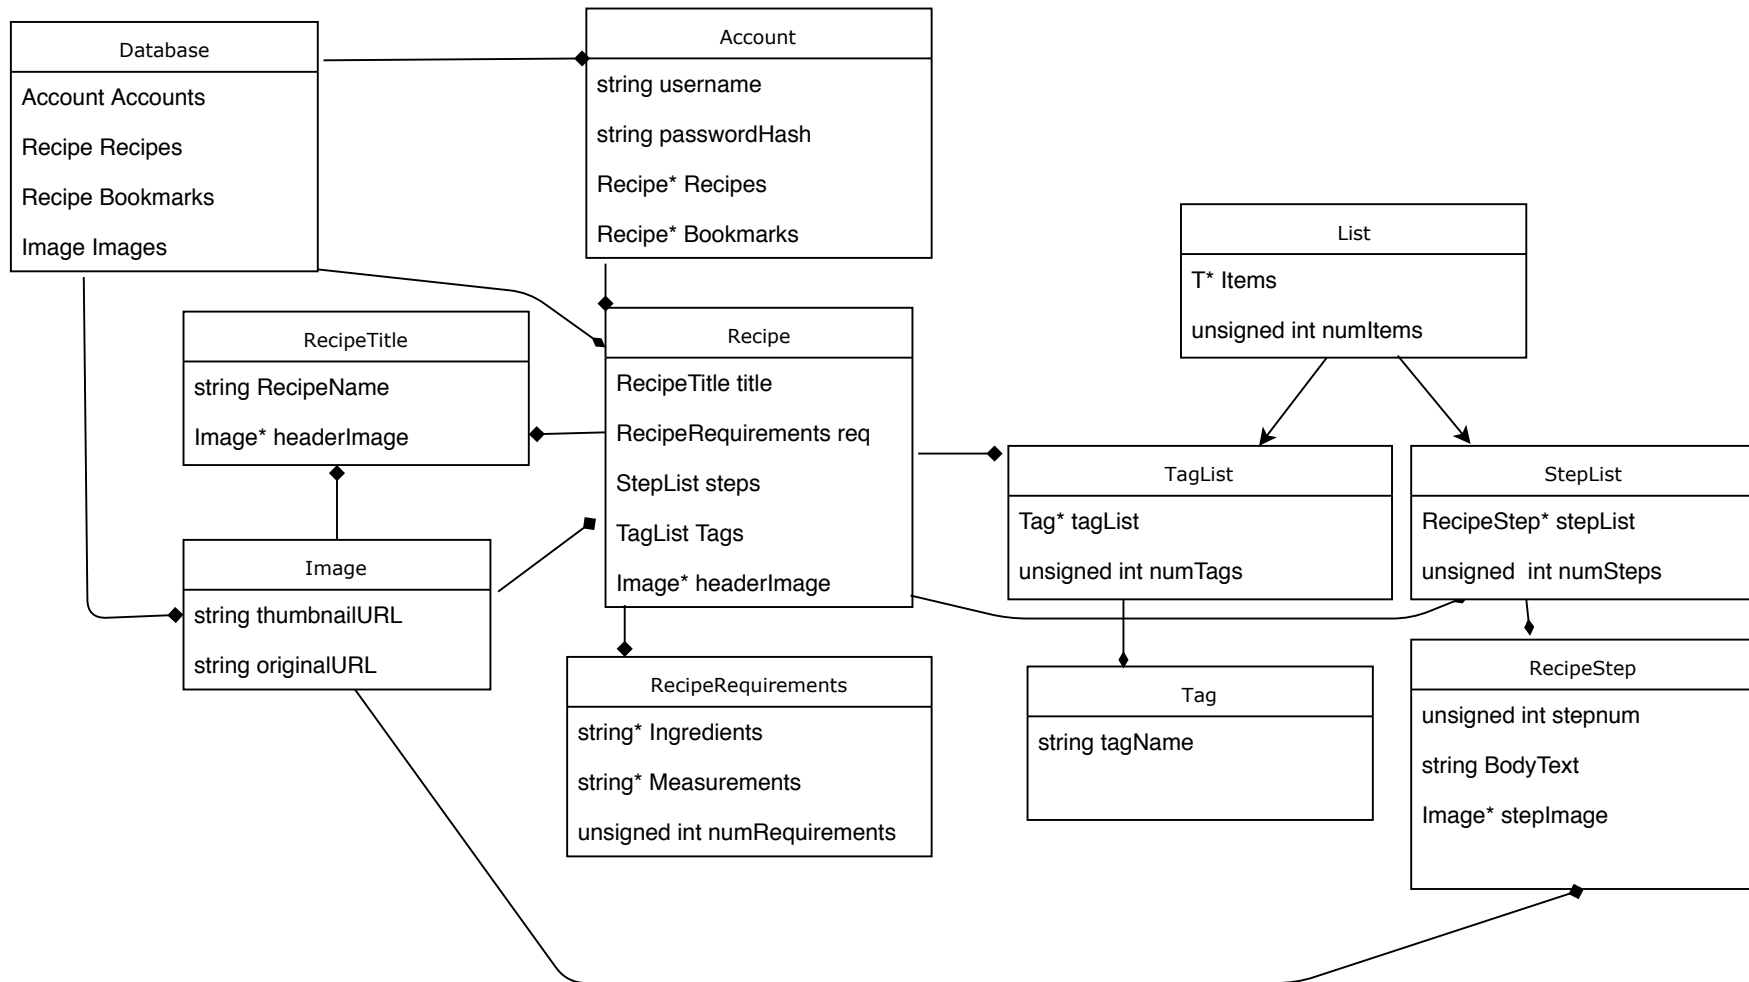 Database
Account Accounts
Recipe Recipes
Recipe Bookmarks
Image Images
Account
string username
string passwordHash
Recipe* Recipes
Recipe* Bookmarks
List
T* Items
unsigned int numItems
RecipeTitle
string RecipeName
Image* headerImage
Recipe
RecipeTitle title
RecipeRequirements req
StepList steps
TagList Tags
Image* headerImage
TagList
Tag* tagList
unsigned int numTags
StepList
RecipeStep* stepList
unsigned  int numSteps
Image
string thumbnailURL
string originalURL
RecipeRequirements
string* Ingredients
string* Measurements
unsigned int numRequirements
Tag
string tagName
RecipeStep
unsigned int stepnum
string BodyText
Image* stepImage